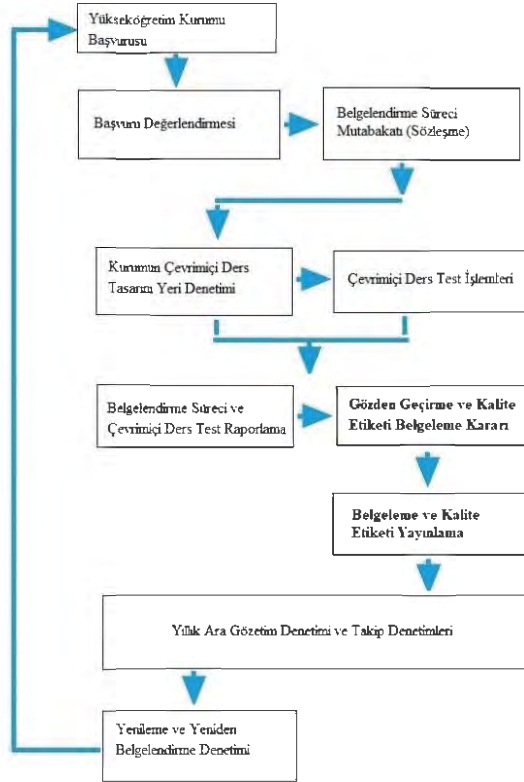 Yükseköğretim Kurumu
Başvurusu
Başvuru Değerlendirmesi
Belgelendirme Süreci
Mutabakatı (Sözleşme)
Kurumun Çevrimiçi Ders
Tasarım Yeri Denetimi
Çevrimiçi Ders Test İşlemleri
Belgelendirme Süreci ve
Çevrimiçi Ders Test Raporlama
Gözden Geçirme ve Kalite
Etiketi Belgeleme Kararı
Belgeleme ve Kalite
Etiketi Yayınlama
Yıllık Ara Gözetim Denetimi ve Takip Denetimleri
Yenileme ve Yeniden
Belgelendirme Denetimi